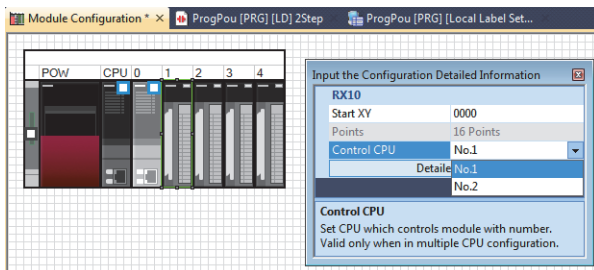 Module Configuration * × ProgPou [PRG] [LD] 2Step ProgPou [PRG] [Local Label Set...
POW CPU 0 1 2 3 4
Input the Configuration Detailed Information
RX10
Start XY 0000
Points 16 Points
Control CPU No.1
Detaile No.1
No.2
Control CPU
Set CPU which controls module with number.
Valid only when in multiple CPU configuration.